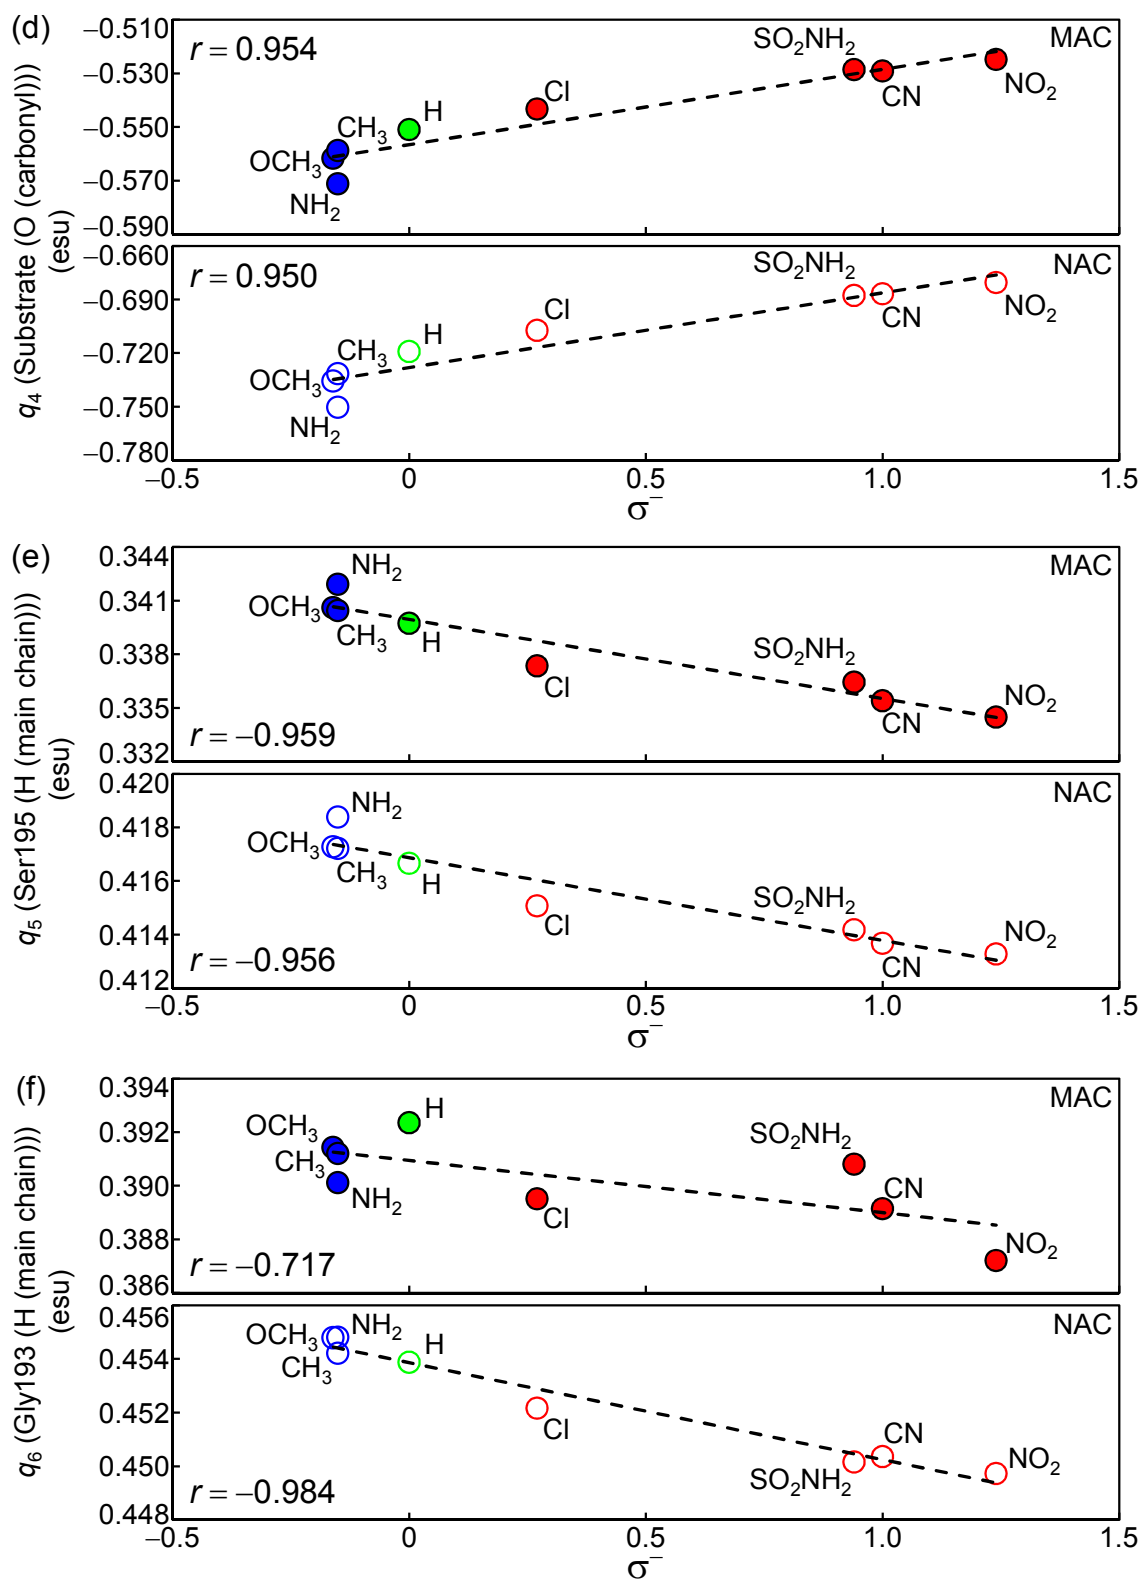 (d)
q₄ (Substrate (O (carbonyl)))
(esu)
−0.510
−0.530
−0.550
−0.570
−0.590
r = 0.954
MAC
SO₂NH₂
CN
NO₂
Cl
H
CH₃
OCH₃
NH₂
−0.660
−0.690
−0.720
−0.750
−0.780
r = 0.950
NAC
SO₂NH₂
CN
NO₂
Cl
H
CH₃
OCH₃
NH₂
−0.5 0 0.5 1.0 1.5
σ⁻
(e)
q₅ (Ser195 (H (main chain)))
(esu)
0.344
0.341
0.338
0.335
0.332
MAC
NH₂
OCH₃
CH₃
H
Cl
SO₂NH₂
CN
NO₂
r = −0.959
0.420
0.418
0.416
0.414
0.412
NAC
NH₂
OCH₃
CH₃
H
Cl
SO₂NH₂
CN
NO₂
r = −0.956
−0.5 0 0.5 1.0 1.5
σ⁻
(f)
q₆ (Gly193 (H (main chain)))
(esu)
0.394
0.392
0.390
0.388
0.386
MAC
H
OCH₃
CH₃
NH₂
Cl
SO₂NH₂
CN
NO₂
r = −0.717
0.456
0.454
0.452
0.450
0.448
NAC
OCH₃
NH₂
CH₃
H
Cl
CN
SO₂NH₂
NO₂
r = −0.984
−0.5 0 0.5 1.0 1.5
σ⁻